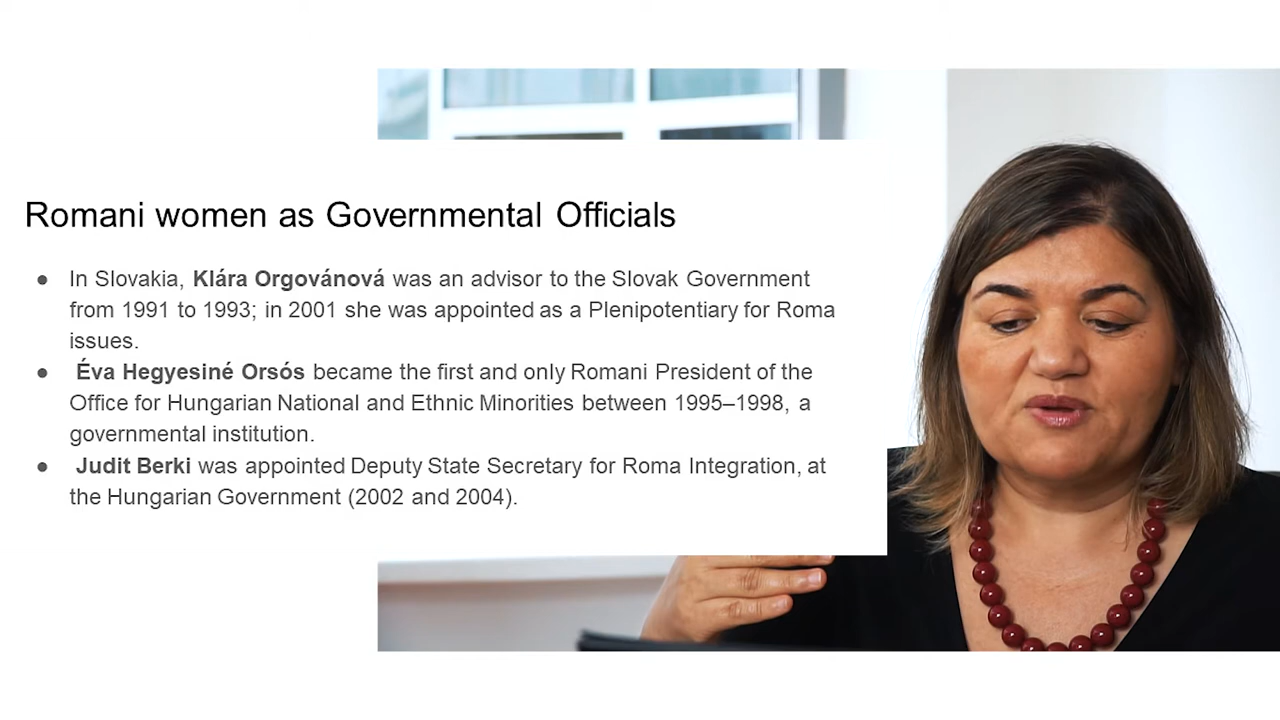 Romani women as Governmental Officials
● In Slovakia, Klára Orgovánová was an advisor to the Slovak Government
from 1991 to 1993; in 2001 she was appointed as a Plenipotentiary for Roma
issues.
● Éva Hegyesiné Orsós became the first and only Romani President of the
Office for Hungarian National and Ethnic Minorities between 1995–1998, a
governmental institution.
● Judit Berki was appointed Deputy State Secretary for Roma Integration, at
the Hungarian Government (2002 and 2004).